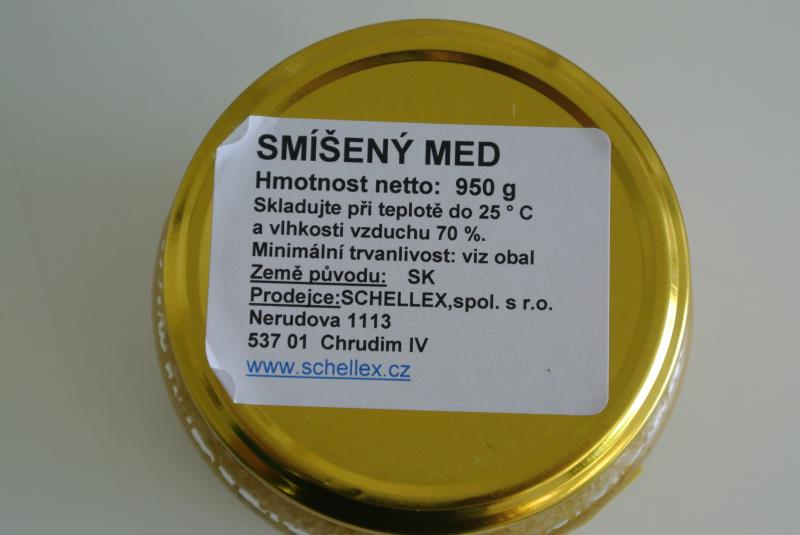 SMÍŠENÝ MED
Hmotnost netto: 950 g
Skladujte při teplotě do 25 ° C
a vlhkosti vzduchu 70 %.
Minimální trvanlivost: viz obal
Země původu: SK
Prodejce:SCHELLEX,spol. s r.o.
Nerudova 1113
537 01 Chrudim IV
www.schellex.cz